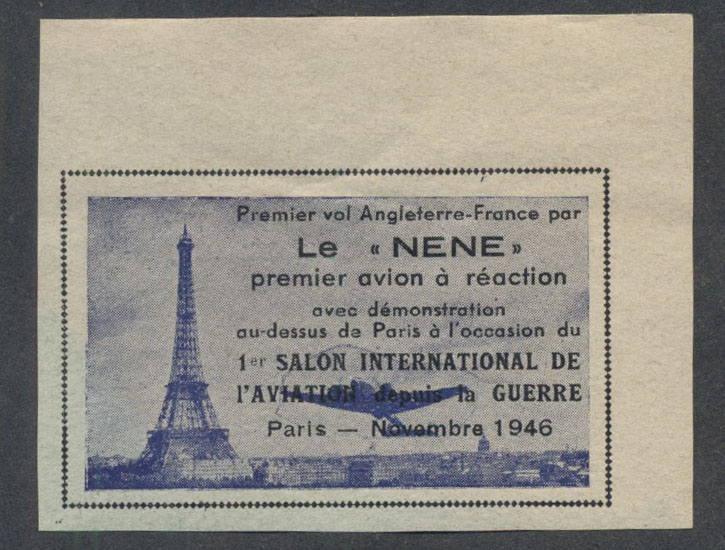 Premier vol Angleterre-France par
Le « NENE »
premier avion à réaction
avec démonstration
au-dessus de Paris à l'occasion du
1er SALON INTERNATIONAL DE
l'AVIATION depuis la GUERRE
Paris — Novembre 1946